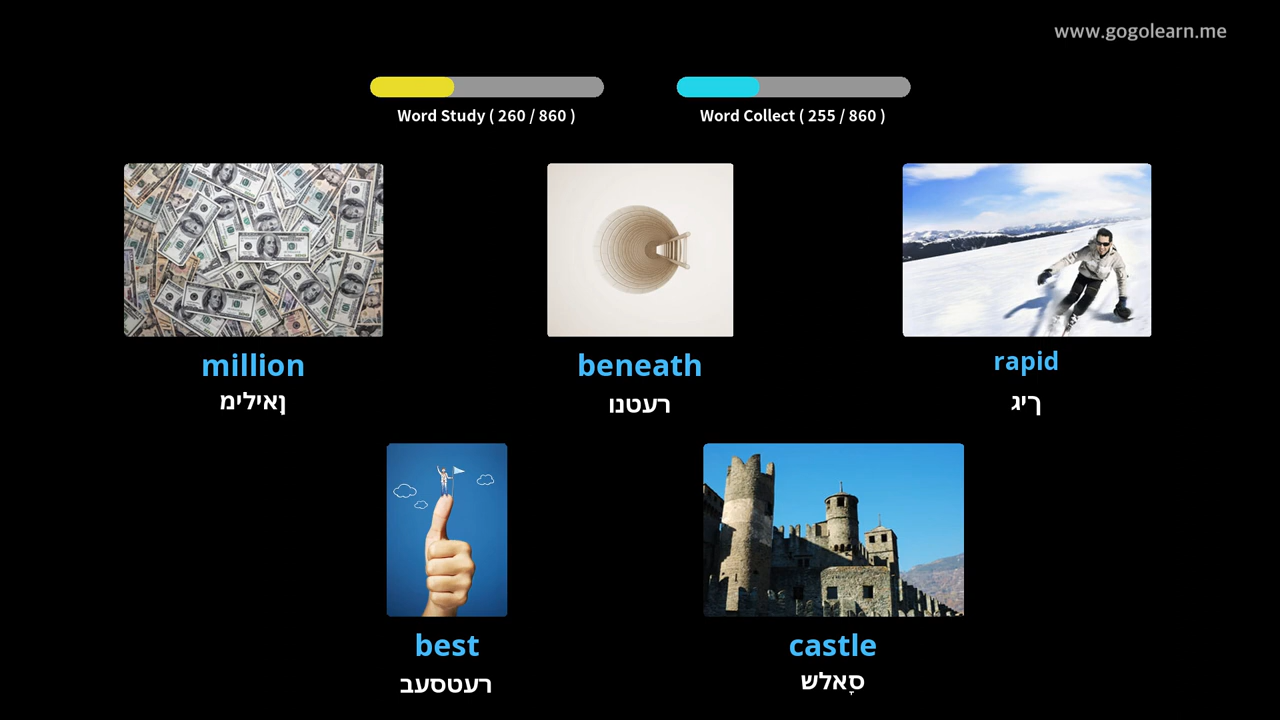 www.gogolearn.me
Word Study ( 260 / 860 )
Word Collect ( 255 / 860 )
million
ןָאילימ
beneath
רעטנו
rapid
ךיג
best
רעטסעב
castle
סָאלש